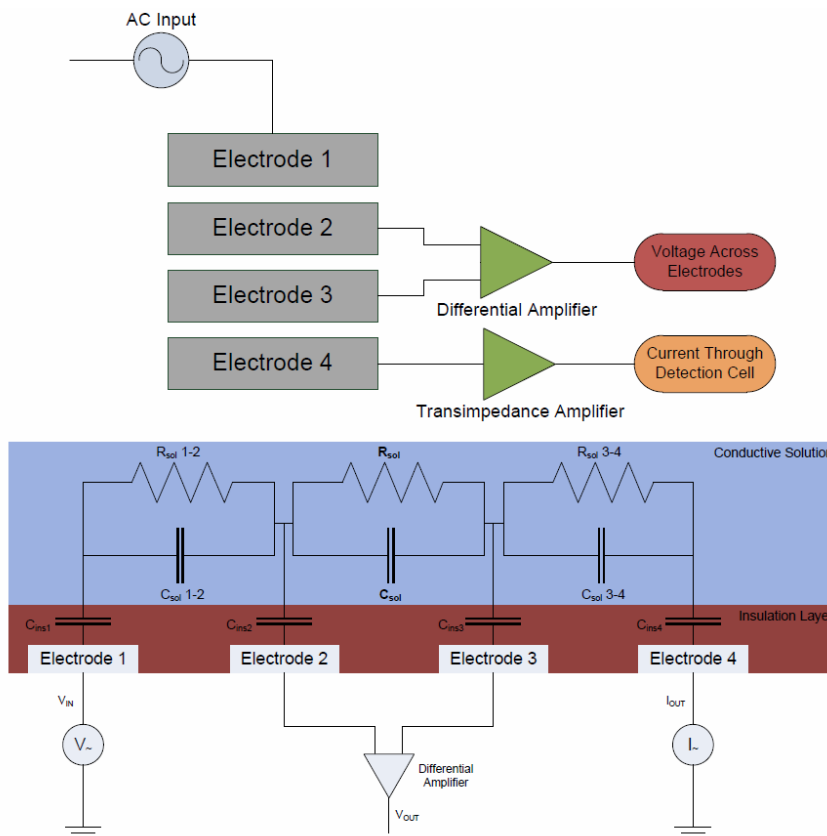 AC Input
Electrode 1
Electrode 2
Electrode 3
Electrode 4
Differential Amplifier
Transimpedance Amplifier
Voltage Across
Electrodes
Current Through
Detection Cell
Rsol 1-2
Rsol
Rsol 3-4
Conductive Solution
Csol 1-2
Csol
Csol 3-4
Insulation Laye
Cins1
Cins2
Cins3
Cins4
Electrode 1
Electrode 2
Electrode 3
Electrode 4
VIN
IOUT
V~
I~
Differential
Amplifier
VOUT